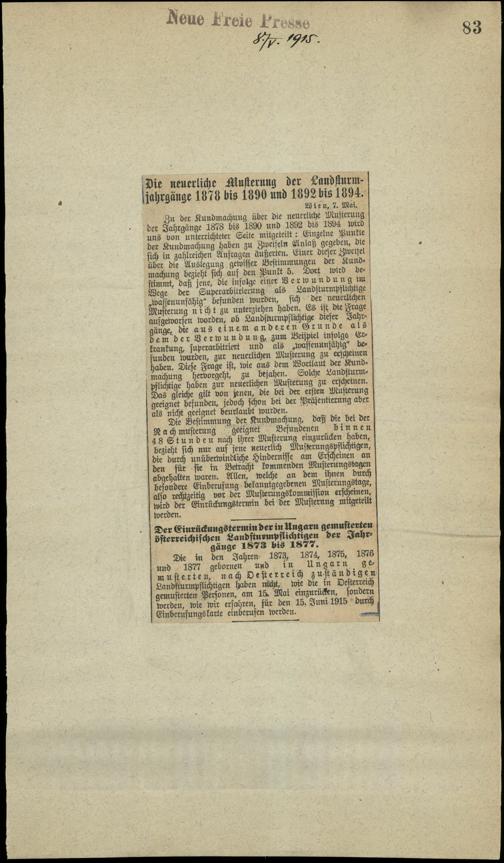 Neue Freie Presse
8./V. 1915.
83
Die neuerliche Musterung der Landsturm-
jahrgänge 1878 bis 1890 und 1892 bis 1894.
Wien, 7. Mai.
Zu der Kundmachung über die neuerliche Musterung
der Jahrgänge 1878 bis 1890 und 1892 bis 1894 wird
uns von unterrichteter Seite mitgeteilt: Einzelne Punkte
der Kundmachung haben zu Zweifeln Anlaß gegeben, die
sich in zahlreichen Anfragen äußerten. Einer dieser Zweifel
über die Auslegung gewisser Bestimmungen der Kund-
machung bezieht sich auf den Punkt 5. Dort wird be-
stimmt, daß jene, die infolge einer Verwundung im
Wege der Superarbitrierung als Landsturmpflichtige
„waffenunfähig" befunden wurden, sich der neuerlichen
Musterung nicht zu unterziehen haben. Es ist die Frage
aufgeworfen worden, ob Landsturmpflichtige dieser Jahr-
gänge, die aus einem anderen Grunde als
dem der Verwundung, zum Beispiel infolge Er-
krankung, superarbitriert und als „waffenunfähig" be-
funden wurden, zur neuerlichen Musterung zu erscheinen
haben. Diese Frage ist, wie aus dem Wortlaut der Kund-
machung hervorgeht, zu bejahen. Solche Landsturm-
pflichtige haben zur neuerlichen Musterung zu erscheinen.
Das gleiche gilt von jenen, die bei der ersten Musterung
geeignet befunden, jedoch schon bei der Präsentierung aber
als nicht geeignet beurlaubt wurden.
Die Bestimmung der Kundmachung, daß die bei der
Nachmusterung geeignet Befundenen binnen
48 Stunden nach ihrer Musterung einzurücken haben,
bezieht sich nur auf jene neuerlich Musterungspflichtigen,
die durch unüberwindliche Hindernisse am Erscheinen an
den für sie in Betracht kommenden Musterungstagen
abgehalten waren. Allen, welche an dem ihnen durch
besondere Einberufung bekanntgegebenen Musterungstage,
also rechtzeitig vor der Musterungskommission erscheinen,
wird der Einrückungstermin bei der Musterung mitgeteilt
werden.
Der Einrückungstermin der in Ungarn gemusterten
österreichischen Landsturmpflichtigen der Jahr-
gänge 1873 bis 1877.
Die in den Jahren 1873, 1874, 1875, 1876
und 1877 gebornen und in Ungarn ge-
musterten, nach Oesterreich zuständigen
Landsturmpflichtigen haben nicht, wie die in Oesterreich
gemusterten Personen, am 15. Mai einzurücken, sondern
werden, wie wir erfahren, für den 15. Juni 1915 durch
Einberufungskarte einberufen werden.